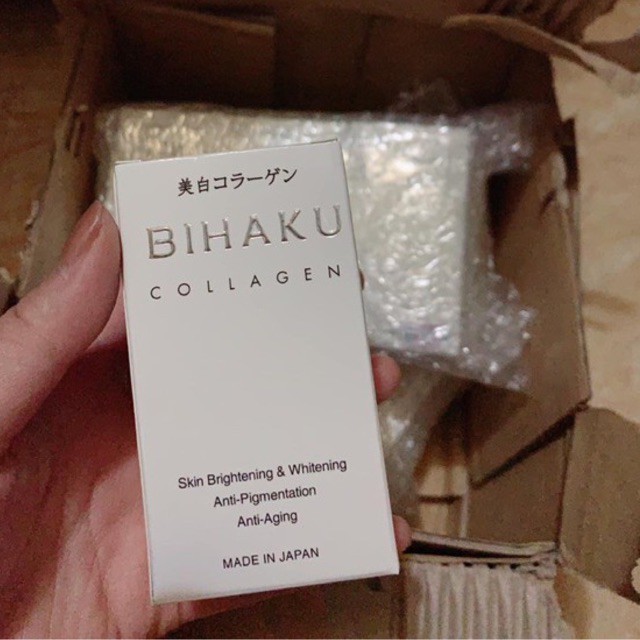 美白コラーゲン
BIHAKU
COLLAGEN
Skin Brightening & Whitening
Anti-Pigmentation
Anti-Aging
MADE IN JAPAN